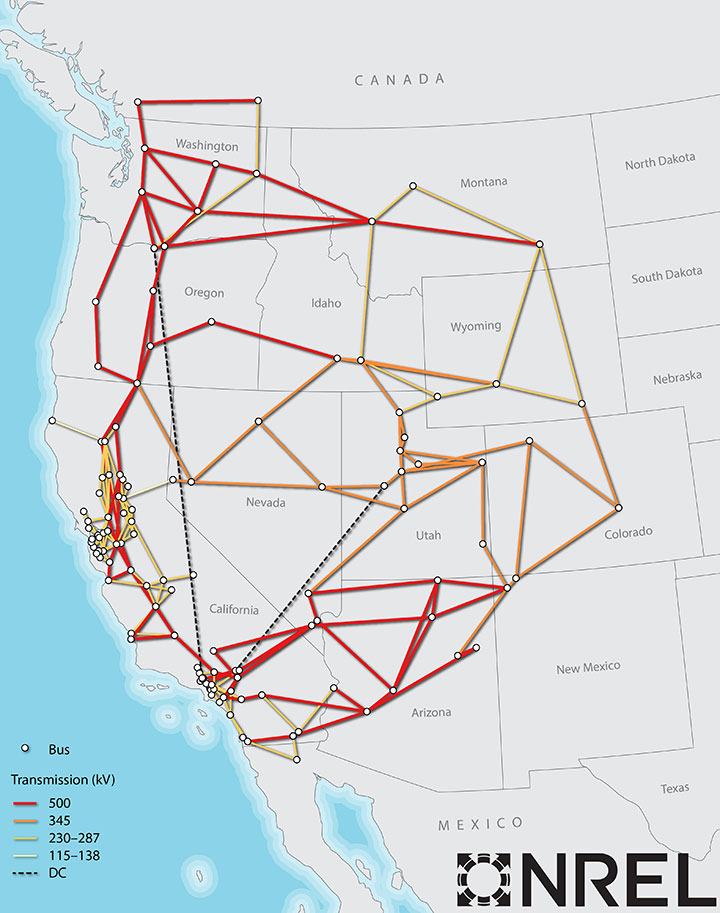 CANADA
Washington
Montana
North Dakota
South Dakota
Oregon
Idaho
Wyoming
Nebraska
Nevada
Utah
Colorado
California
New Mexico
Arizona
Texas
MEXICO
Bus
Transmission (kV)
500
345
230–287
115–138
DC
NREL